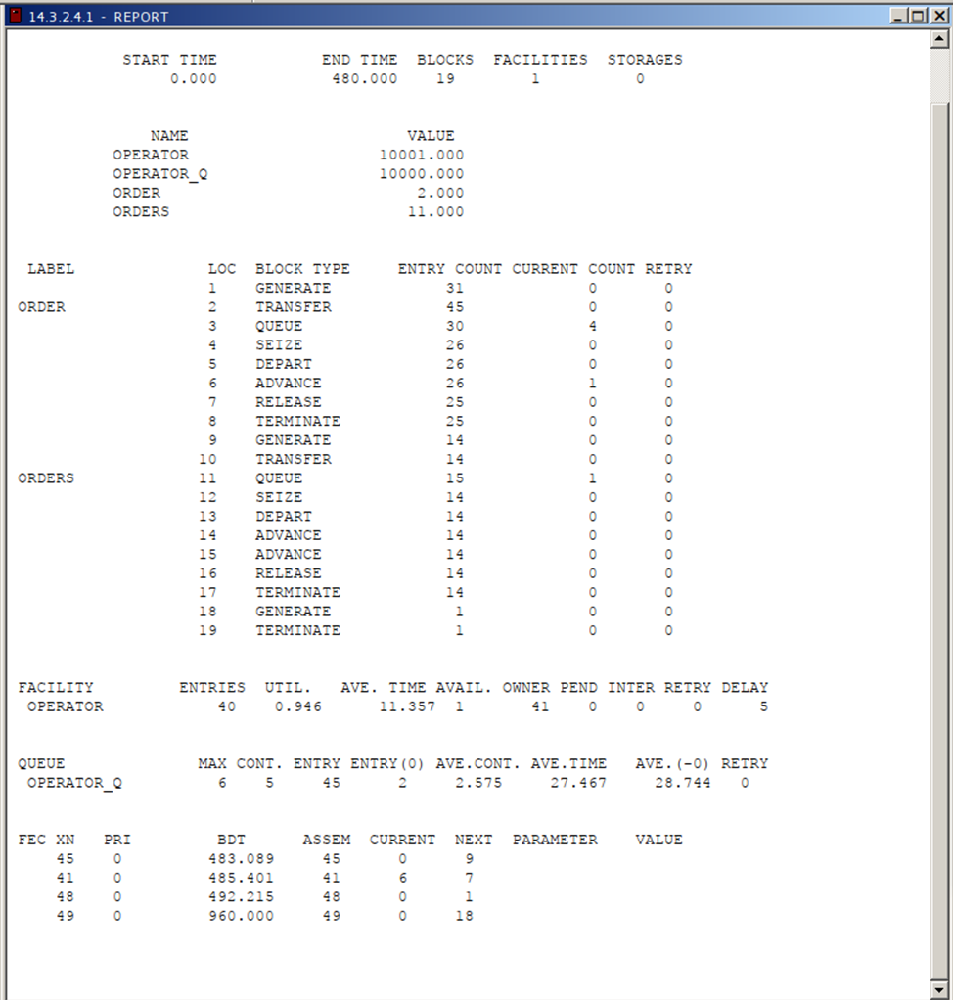 14.3.2.4.1 - REPORT
START TIME END TIME BLOCKS FACILITIES STORAGES
0.000 480.000 19 1 0
NAME VALUE
OPERATOR 10001.000
OPERATOR_Q 10000.000
ORDER 2.000
ORDERS 11.000
LABEL LOC BLOCK TYPE ENTRY COUNT CURRENT COUNT RETRY
1 GENERATE 31 0 0
ORDER 2 TRANSFER 45 0 0
3 QUEUE 30 4 0
4 SEIZE 26 0 0
5 DEPART 26 0 0
6 ADVANCE 26 1 0
7 RELEASE 25 0 0
8 TERMINATE 25 0 0
9 GENERATE 14 0 0
10 TRANSFER 14 0 0
ORDERS 11 QUEUE 15 1 0
12 SEIZE 14 0 0
13 DEPART 14 0 0
14 ADVANCE 14 0 0
15 ADVANCE 14 0 0
16 RELEASE 14 0 0
17 TERMINATE 14 0 0
18 GENERATE 1 0 0
19 TERMINATE 1 0 0
FACILITY ENTRIES UTIL. AVE. TIME AVAIL. OWNER PEND INTER RETRY DELAY
OPERATOR 40 0.946 11.357 1 41 0 0 0 5
QUEUE MAX CONT. ENTRY ENTRY(0) AVE.CONT. AVE.TIME AVE.(-0) RETRY
OPERATOR_Q 6 5 45 2 2.575 27.467 28.744 0
FEC XN PRI BDT ASSEM CURRENT NEXT PARAMETER VALUE
45 0 483.089 45 0 9
41 0 485.401 41 6 7
48 0 492.215 48 0 1
49 0 960.000 49 0 18